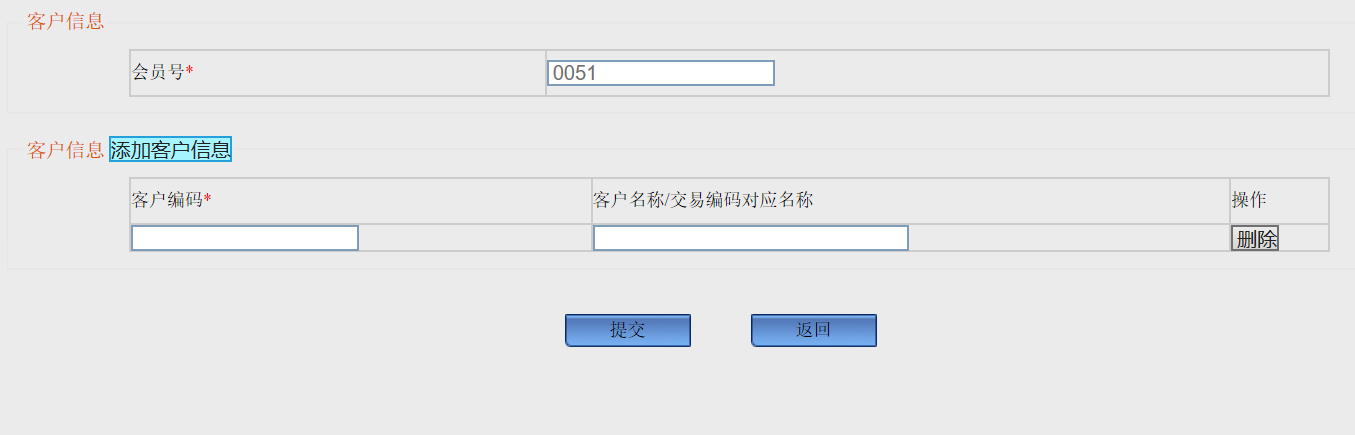 客户信息
会员号* 0051
客户信息 添加客户信息
客户编码* 客户名称/交易编码对应名称 操作
删除
提交 返回